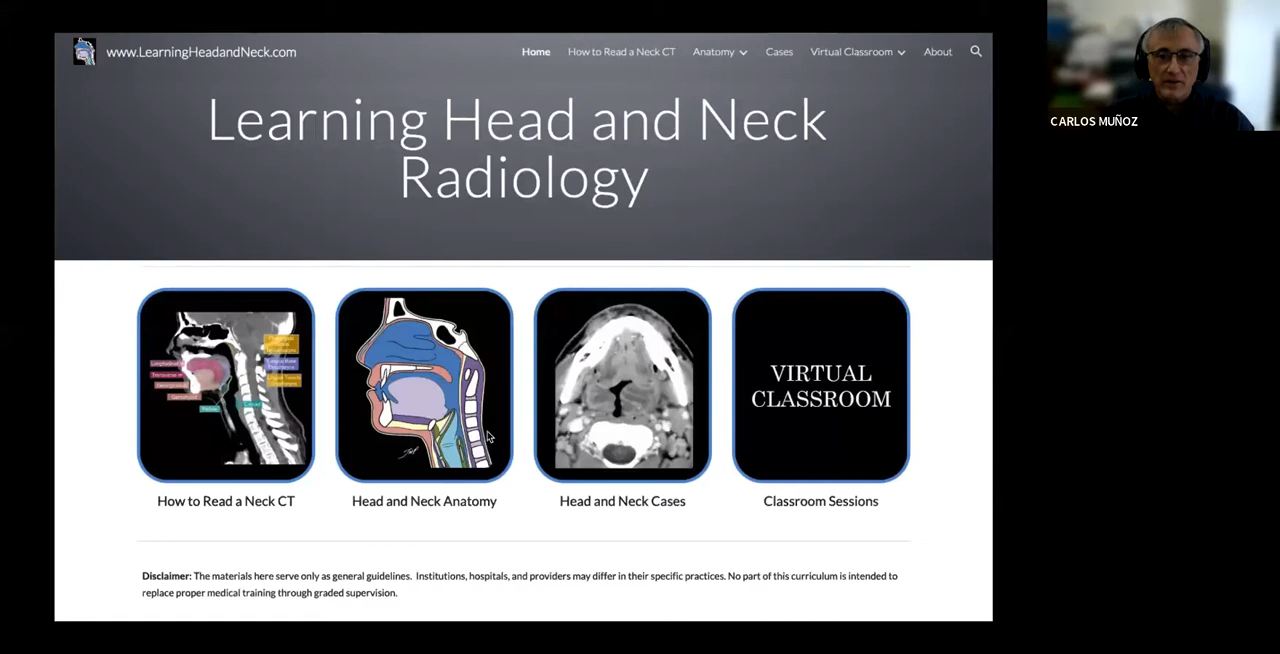 www.LearningHeadandNeck.com
Home
How to Read a Neck CT
Anatomy
Cases
Virtual Classroom
About
CARLOS MUÑOZ
Learning Head and Neck
Radiology
VIRTUAL
CLASSROOM
How to Read a Neck CT
Head and Neck Anatomy
Head and Neck Cases
Classroom Sessions
Disclaimer: The materials here serve only as general guidelines. Institutions, hospitals, and providers may differ in their specific practices. No part of this curriculum is intended to
replace proper medical training through graded supervision.